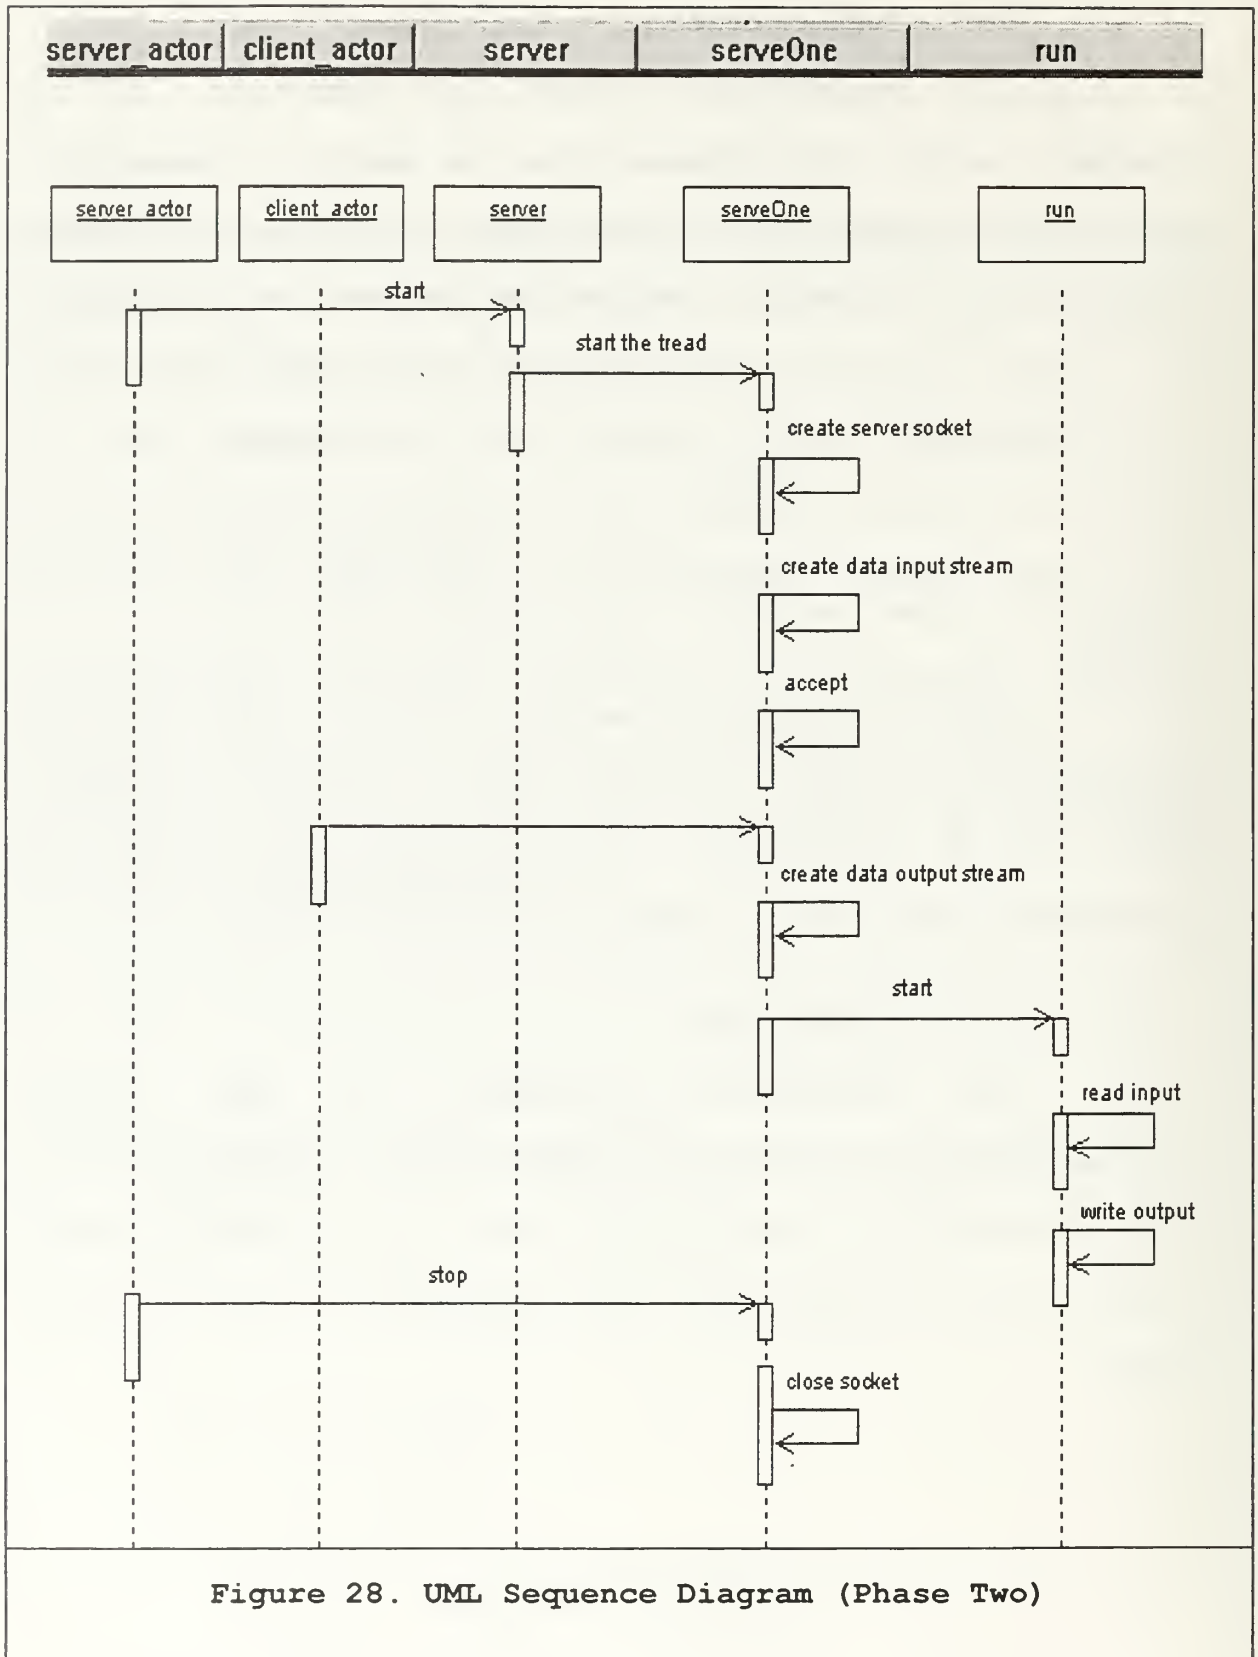 server_actor client_actor server serveOne run
server_actor client_actor server serveOne run
start
start the tread
create server socket
create data input stream
accept
create data output stream
start
read input
write output
stop
close socket
Figure 28. UML Sequence Diagram (Phase Two)